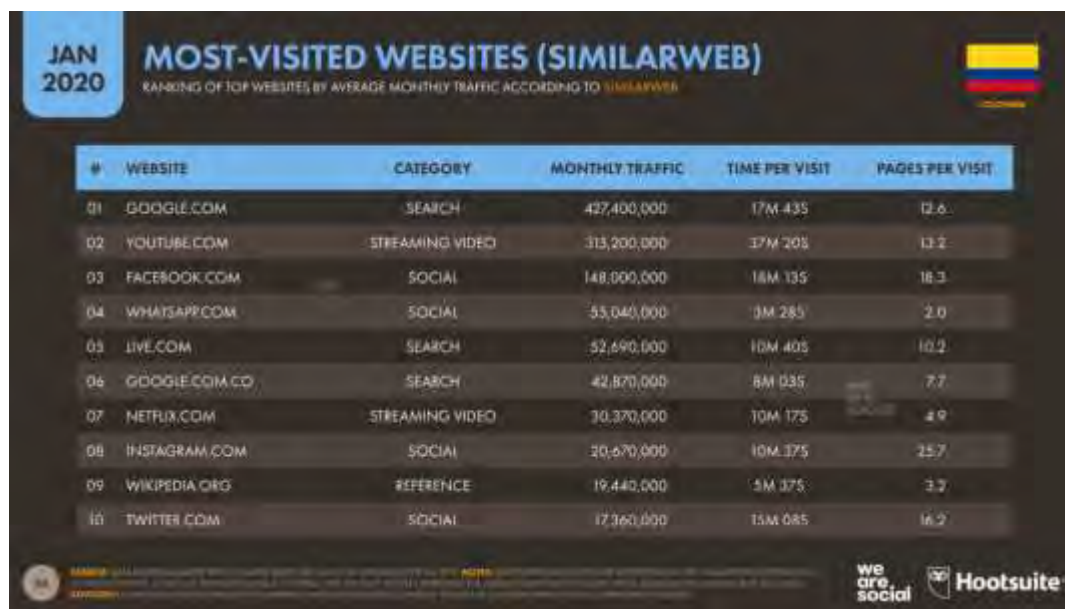 JAN
2020
MOST-VISITED WEBSITES (SIMILARWEB)
RANKING OF TOP WEBSITES BY AVERAGE MONTHLY TRAFFIC ACCORDING TO SIMILARWEB
# WEBSITE CATEGORY MONTHLY TRAFFIC TIME PER VISIT PAGES PER VISIT
01 GOOGLE.COM SEARCH 427,400,000 17M 43S 12.6
02 YOUTUBE.COM STREAMING VIDEO 315,200,000 37M 20S 13.2
03 FACEBOOK.COM SOCIAL 148,000,000 18M 13S 18.3
04 WHATSAPP.COM SOCIAL 55,040,000 3M 28S 2.0
05 LIVE.COM SEARCH 52,690,000 10M 40S 10.2
06 GOOGLE.COM.CO SEARCH 42,870,000 8M 03S 7.7
07 NETFLIX.COM STREAMING VIDEO 30,370,000 10M 17S 4.9
08 INSTAGRAM.COM SOCIAL 20,670,000 10M 37S 25.7
09 WIKIPEDIA.ORG REFERENCE 19,440,000 5M 37S 3.2
10 TWITTER.COM SOCIAL 17,360,000 15M 08S 16.2
we
are
social
Hootsuite